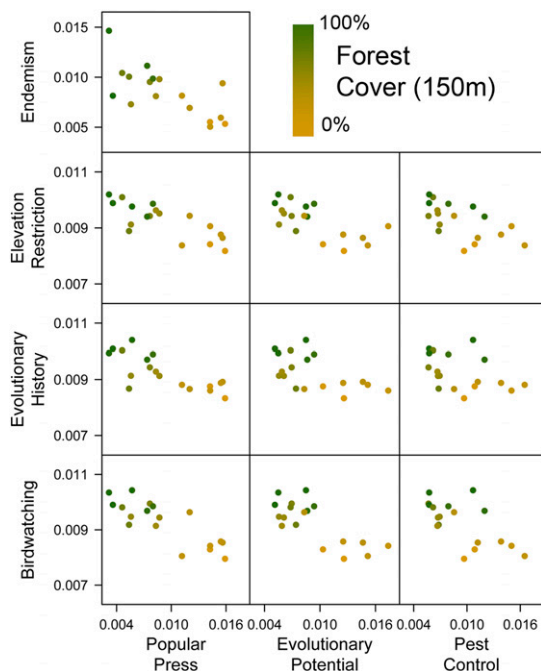 100%
Forest
Cover (150m)
0%
Endemism
0.015
0.010
0.005
Elevation
Restriction
0.011
0.009
0.007
Evolutionary
History
0.011
0.009
0.007
Birdwatching
0.011
0.009
0.007
0.004 0.010 0.016 0.004 0.010 0.016 0.004 0.010 0.016
Popular
Press
Evolutionary
Potential
Pest
Control